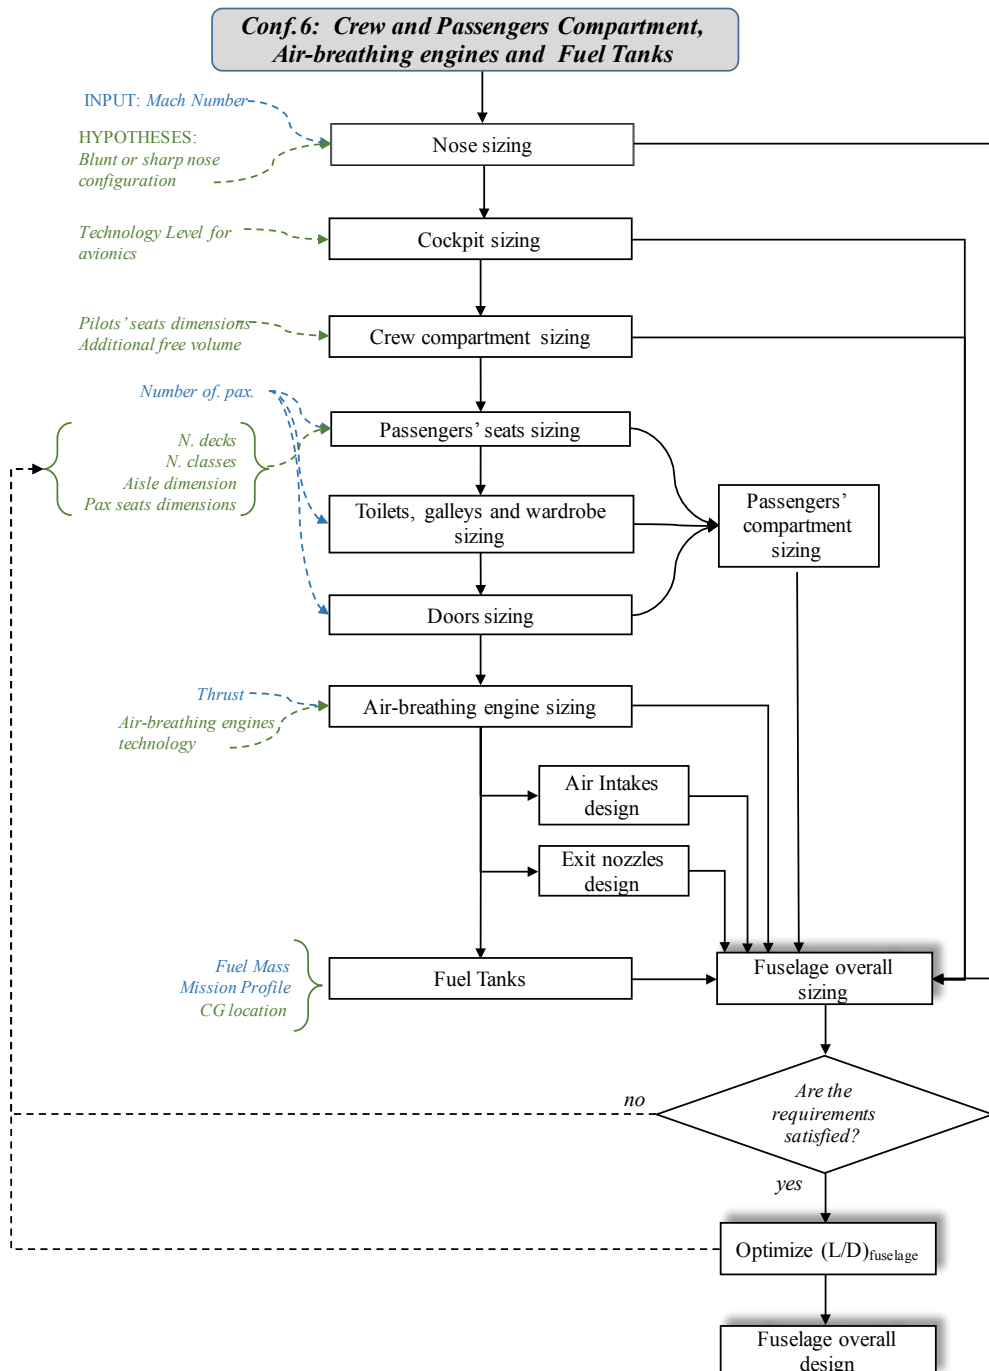 Conf.6: Crew and Passengers Compartment,
Air-breathing engines and Fuel Tanks
INPUT: Mach Number
HYPOTHESES:
Blunt or sharp nose
configuration
Nose sizing
Technology Level for
avionics
Cockpit sizing
Pilots' seats dimensions
Additional free volume
Crew compartment sizing
Number of. pax.
N. decks
N. classes
Aisle dimension
Pax seats dimensions
Passengers' seats sizing
Toilets, galleys and wardrobe
sizing
Passengers'
compartment
sizing
Doors sizing
Thrust
Air-breathing engines
technology
Air-breathing engine sizing
Air Intakes
design
Exit nozzles
design
Fuel Mass
Mission Profile
CG location
Fuel Tanks
Fuselage overall
sizing
Are the
requirements
satisfied?
no
yes
Optimize (L/D)fuselage
Fuselage overall
design